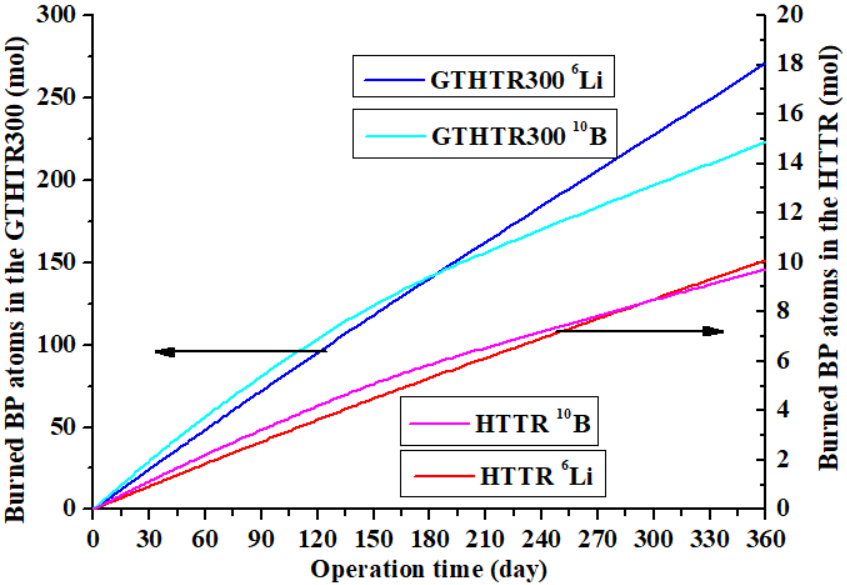 Burned BP atoms in the GTHTR300 (mol)
300
250
200
150
100
50
0
GTHTR300 ⁶Li
GTHTR300 ¹⁰B
HTTR ¹⁰B
HTTR ⁶Li
20
18
16
14
12
10
8
6
4
2
0
Burned BP atoms in the HTTR (mol)
0 30 60 90 120 150 180 210 240 270 300 330 360
Operation time (day)